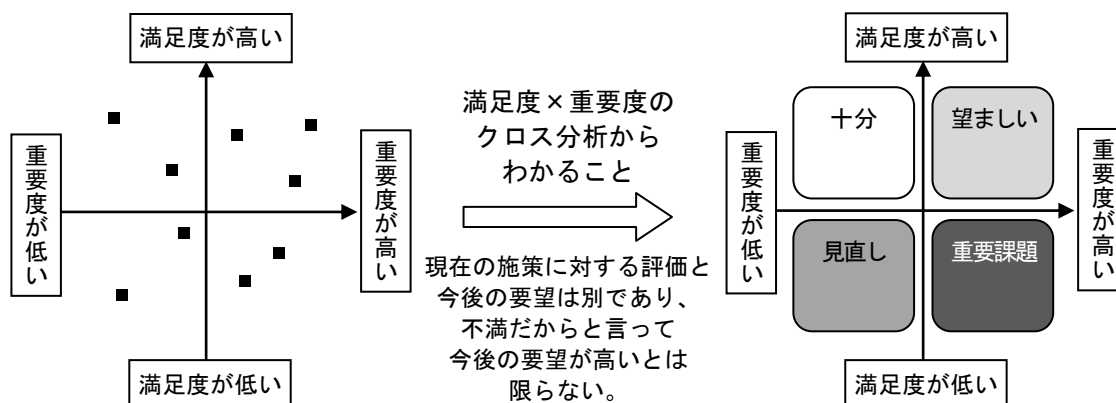 満足度が高い
重要度が低い
重要度が高い
満足度が低い
満足度×重要度の
クロス分析から
わかること
現在の施策に対する評価と
今後の要望は別であり、
不満だからと言って
今後の要望が高いとは
限らない。
満足度が高い
十分
望ましい
重要度が低い
重要度が高い
見直し
重要課題
満足度が低い